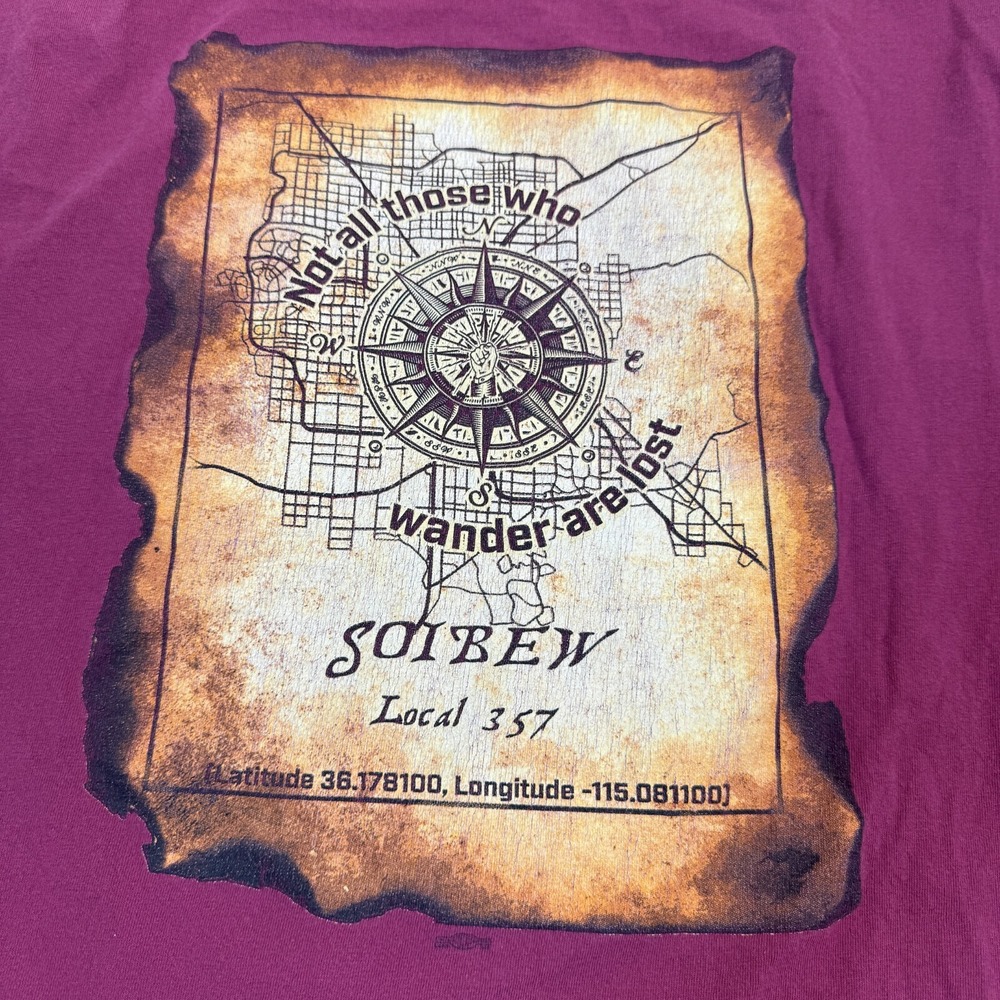 Not all those who
N
W
E
S
wander are lost
SOIBEW
Local 357
[Latitude 36.178100, Longitude -115.081100]